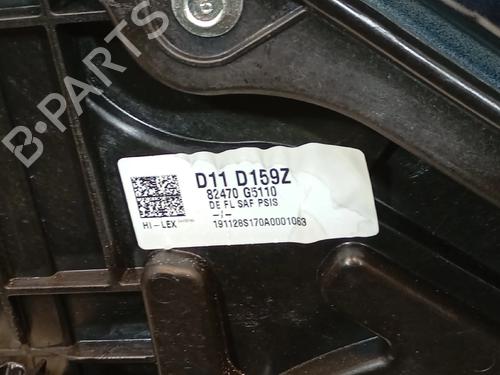 B-PARTS
D11 D159Z
82470 G5110
DE FL SAF PSIS
-/-
HI-LEX
191128S170A0001063